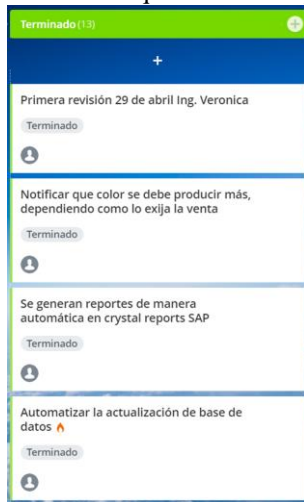 Terminado (13)
+
Primera revisión 29 de abril Ing. Veronica
Terminado
Notificar que color se debe producir más,
dependiendo como lo exija la venta
Terminado
Se generan reportes de manera
automática en crystal reports SAP
Terminado
Automatizar la actualización de base de
datos 🔥
Terminado